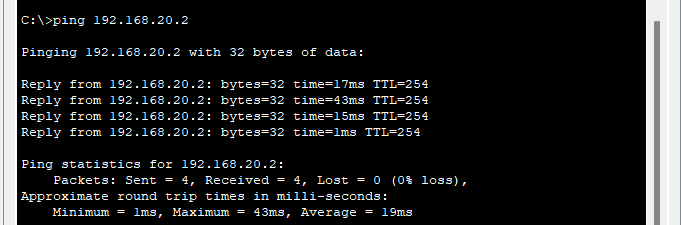 C:\>ping 192.168.20.2
Pinging 192.168.20.2 with 32 bytes of data:
Reply from 192.168.20.2: bytes=32 time=17ms TTL=254
Reply from 192.168.20.2: bytes=32 time=43ms TTL=254
Reply from 192.168.20.2: bytes=32 time=15ms TTL=254
Reply from 192.168.20.2: bytes=32 time=1ms TTL=254
Ping statistics for 192.168.20.2:
Packets: Sent = 4, Received = 4, Lost = 0 (0% loss),
Approximate round trip times in milli-seconds:
Minimum = 1ms, Maximum = 43ms, Average = 19ms